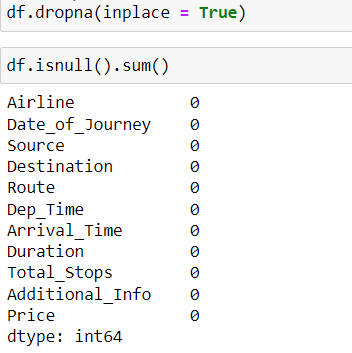 df.dropna(inplace = True)
df.isnull().sum()
Airline 0
Date_of_Journey 0
Source 0
Destination 0
Route 0
Dep_Time 0
Arrival_Time 0
Duration 0
Total_Stops 0
Additional_Info 0
Price 0
dtype: int64